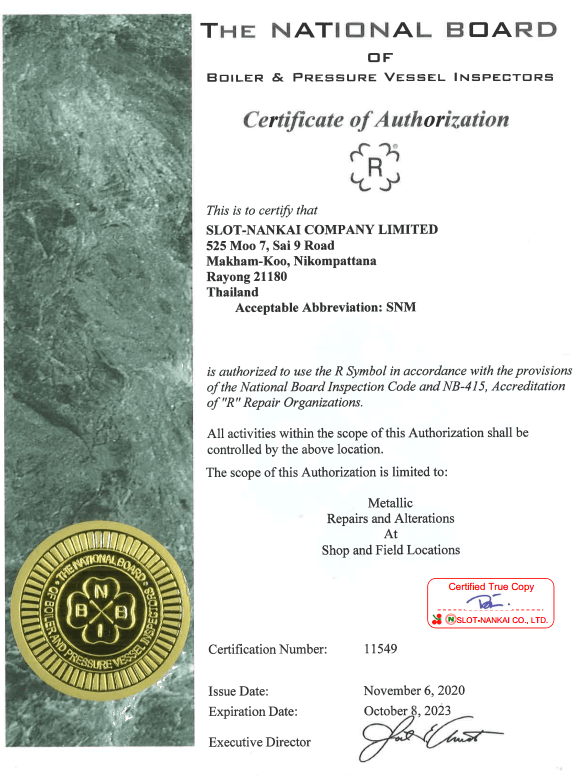 THE NATIONAL BOARD
OF
BOILER & PRESSURE VESSEL INSPECTORS
Certificate of Authorization
R®
This is to certify that
SLOT-NANKAI COMPANY LIMITED
525 Moo 7, Sai 9 Road
Makham-Koo, Nikompattana
Rayong 21180
Thailand
Acceptable Abbreviation: SNM
is authorized to use the R Symbol in accordance with the provisions
of the National Board Inspection Code and NB-415, Accreditation
of "R" Repair Organizations.
All activities within the scope of this Authorization shall be
controlled by the above location.
The scope of this Authorization is limited to:
Metallic
Repairs and Alterations
At
Shop and Field Locations
THE NATIONAL BOARD
OF BOILER AND PRESSURE VESSEL INSPECTORS
N
B B
I
Certified True Copy
N SLOT-NANKAI CO., LTD.
Certification Number: 11549
Issue Date: November 6, 2020
Expiration Date: October 8, 2023
Executive Director